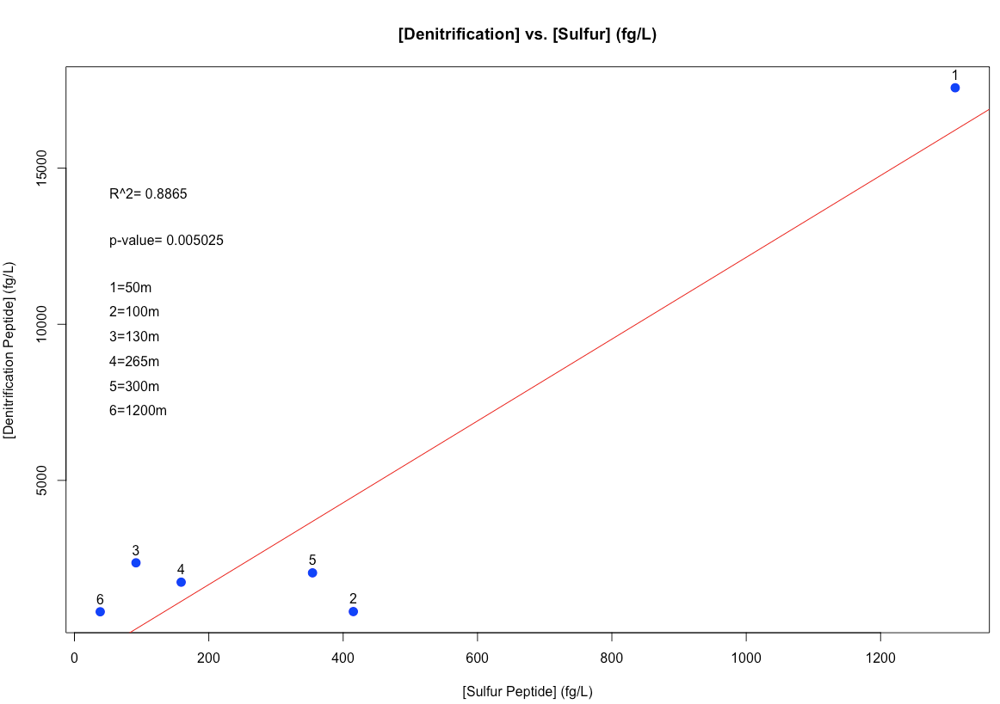 [Denitrification] vs. [Sulfur] (fg/L)
1
15000
R^2= 0.8865
p-value= 0.005025
1=50m
2=100m
3=130m
4=265m
5=300m
6=1200m
[Denitrification Peptide] (fg/L)
10000
5000
3
4
5
6
2
0 200 400 600 800 1000 1200
[Sulfur Peptide] (fg/L)